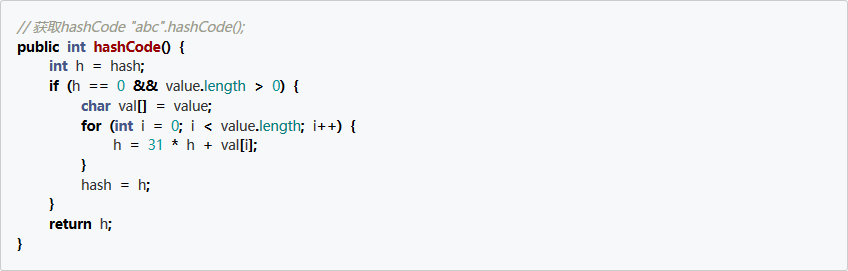 // 获取hashCode "abc".hashCode();
public int hashCode() {
    int h = hash;
    if (h == 0 && value.length > 0) {
        char val[] = value;
        for (int i = 0; i < value.length; i++) {
            h = 31 * h + val[i];
        }
        hash = h;
    }
    return h;
}